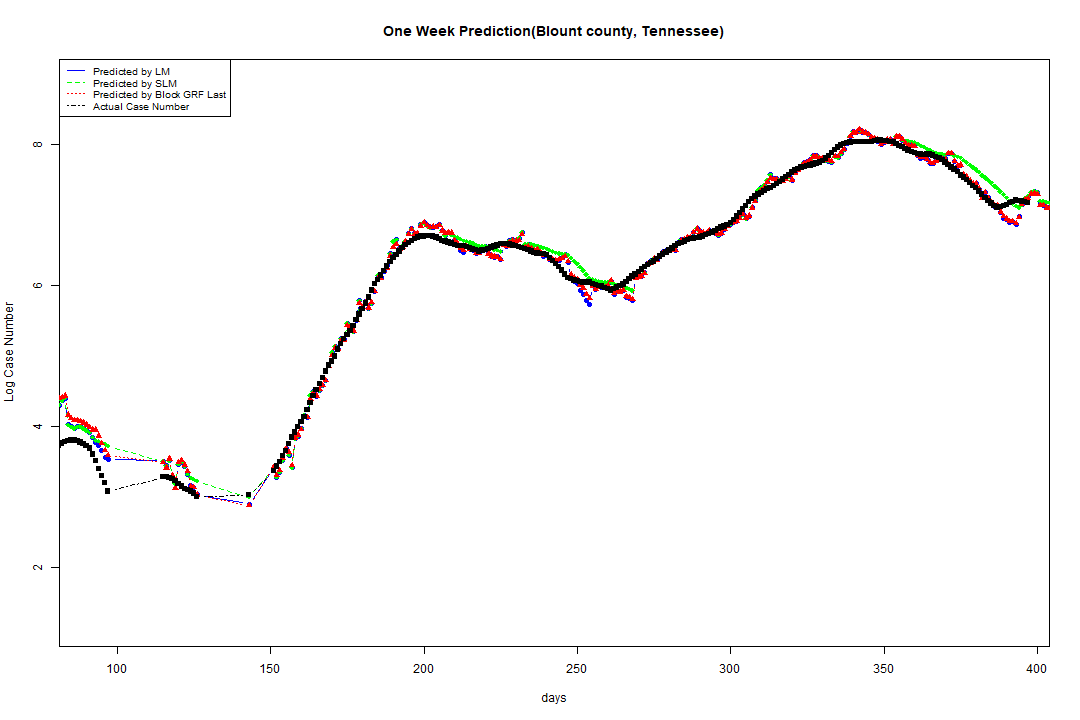 One Week Prediction(Blount county, Tennessee)
Predicted by LM
Predicted by SLM
Predicted by Block GRF Last
Actual Case Number
8
6
4
2
Log Case Number
100 150 200 250 300 350 400
days